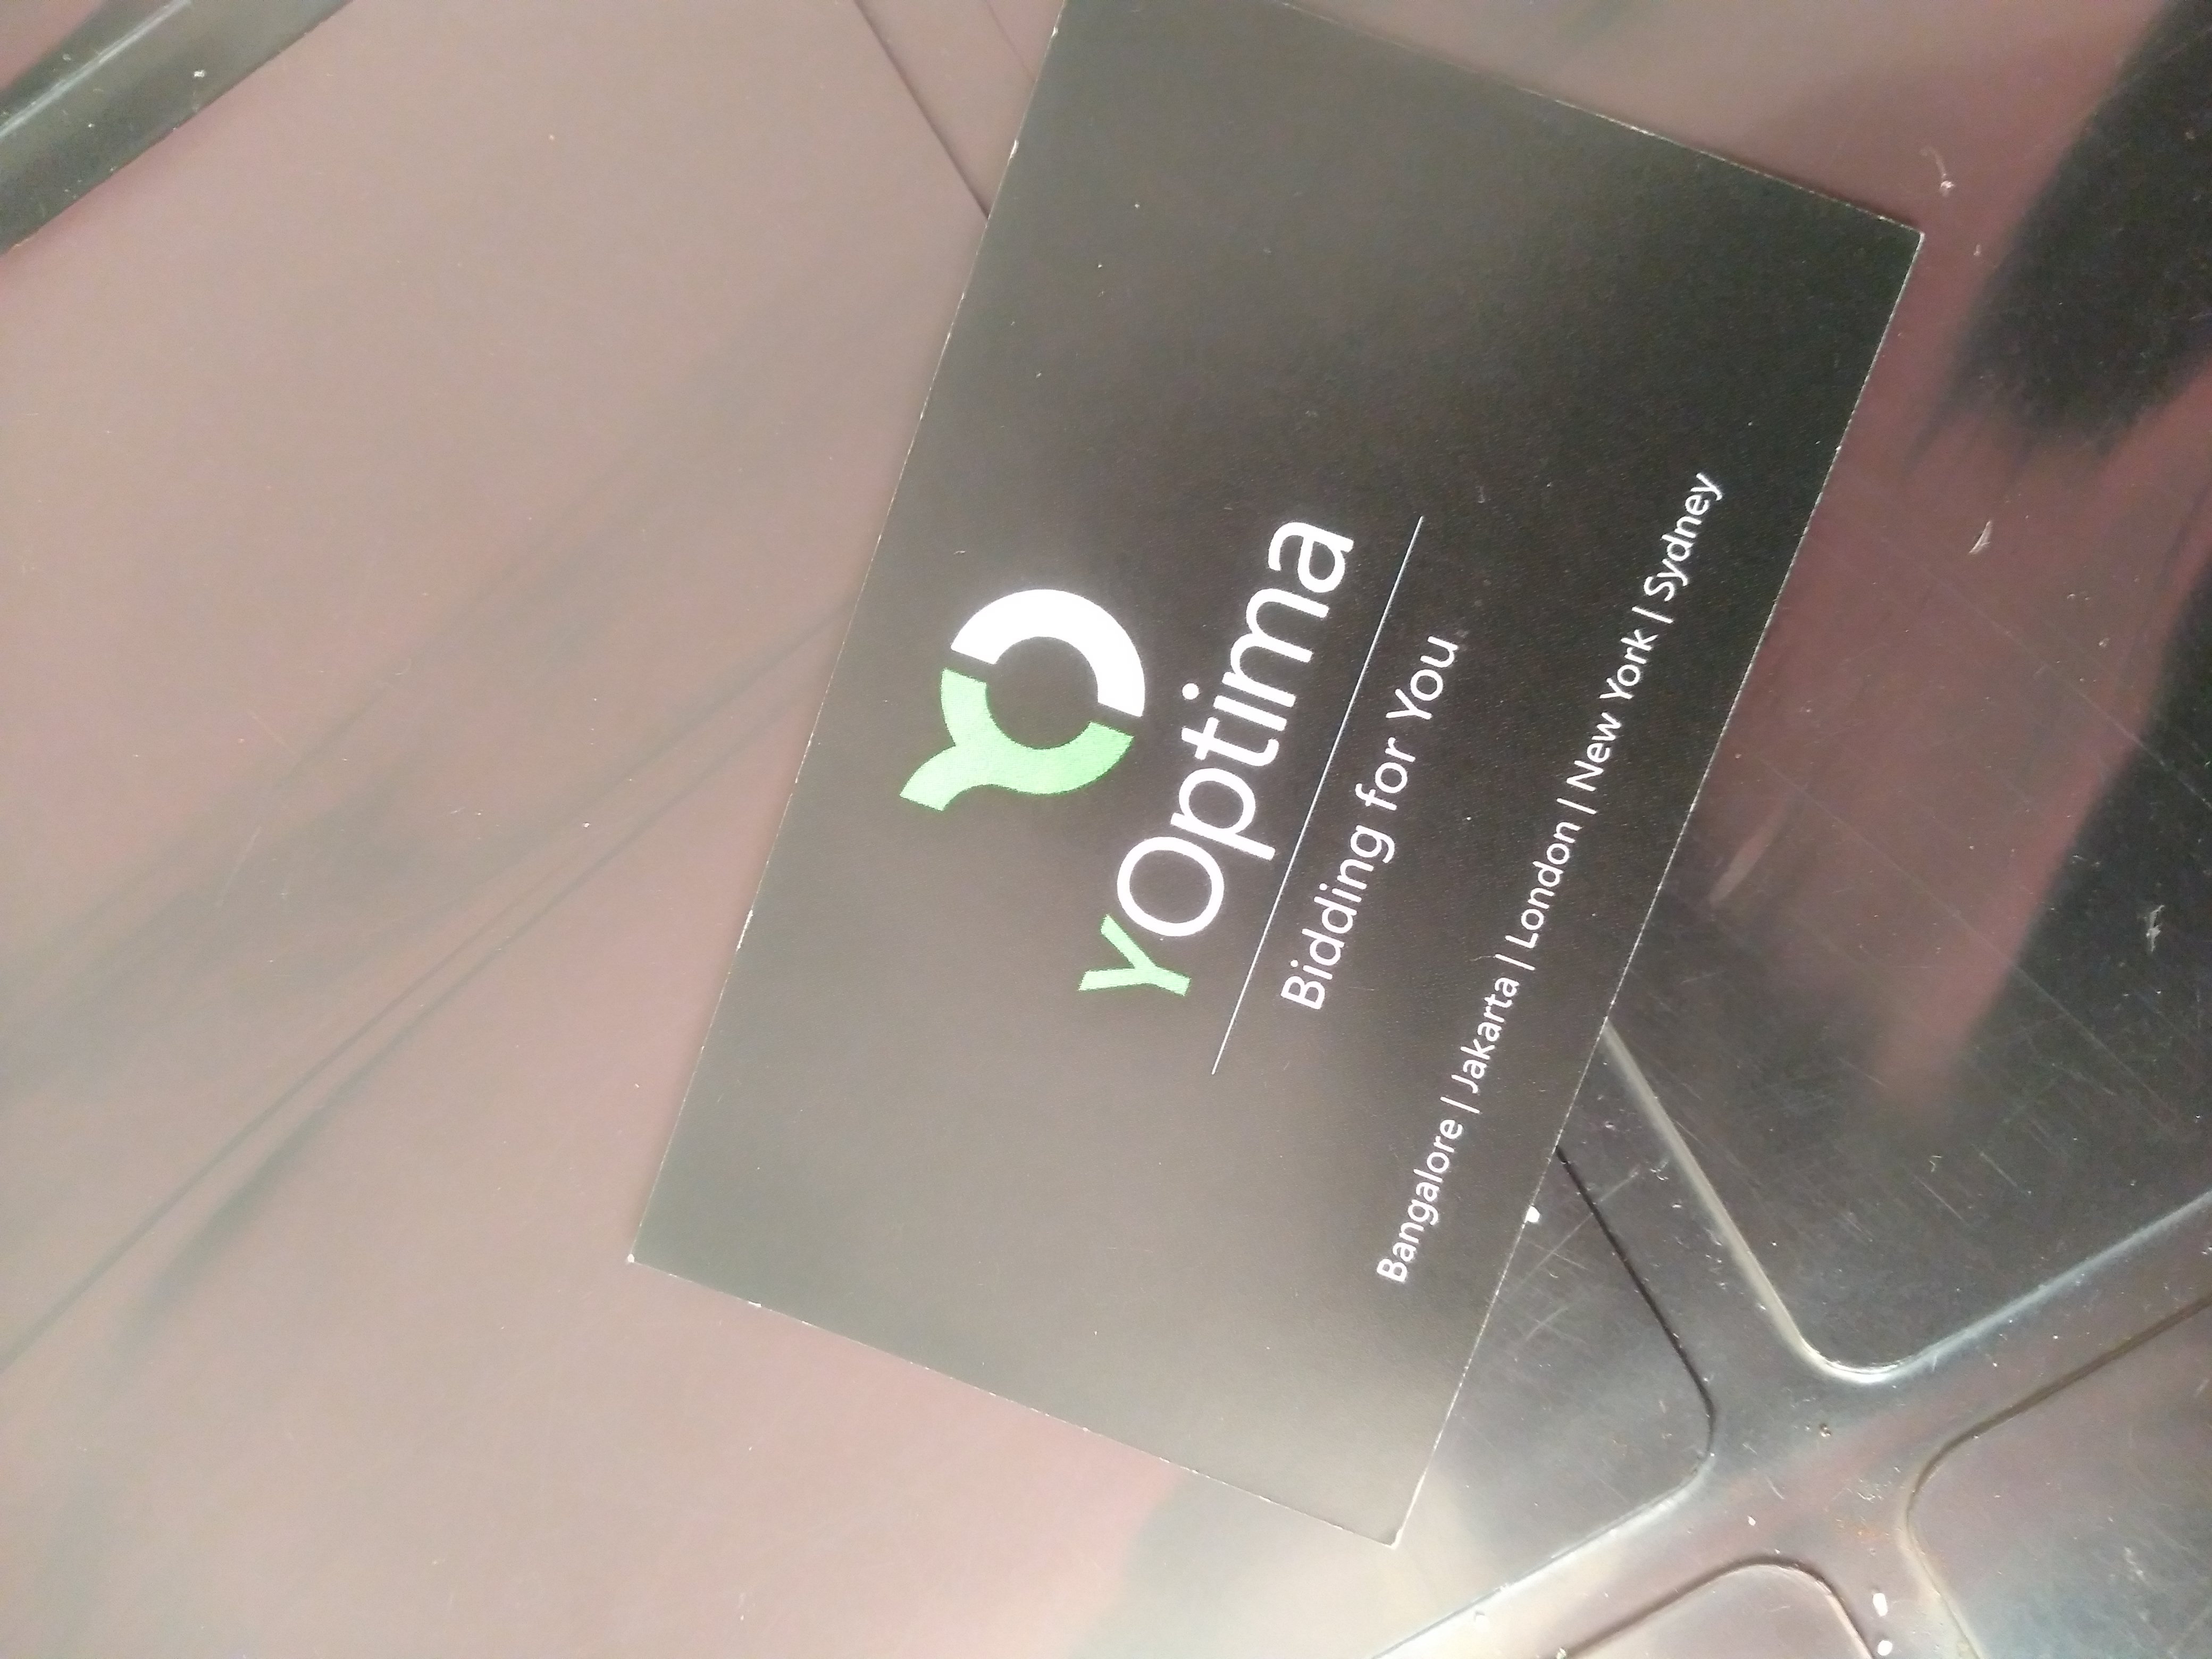 YOptima
Bidding for You
Bangalore | Jakarta | London | New York | Sydney